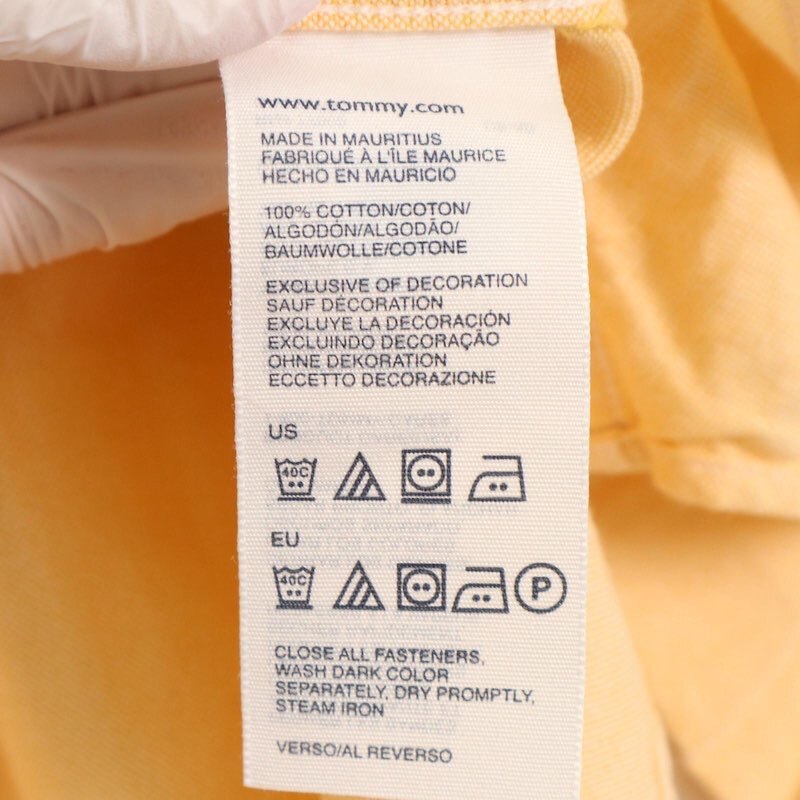 www.tommy.com
MADE IN MAURITIUS
FABRIQUÉ À L'ÎLE MAURICE
HECHO EN MAURICIO
100% COTTON/COTON/
ALGODÓN/ALGODÃO/
BAUMWOLLE/COTONE
EXCLUSIVE OF DECORATION
SAUF DÉCORATION
EXCLUYE LA DECORACIÓN
EXCLUINDO DECORAÇÃO
OHNE DEKORATION
ECCETTO DECORAZIONE
US
40C
EU
40C P
CLOSE ALL FASTENERS,
WASH DARK COLOR
SEPARATELY, DRY PROMPTLY,
STEAM IRON
VERSO/AL REVERSO